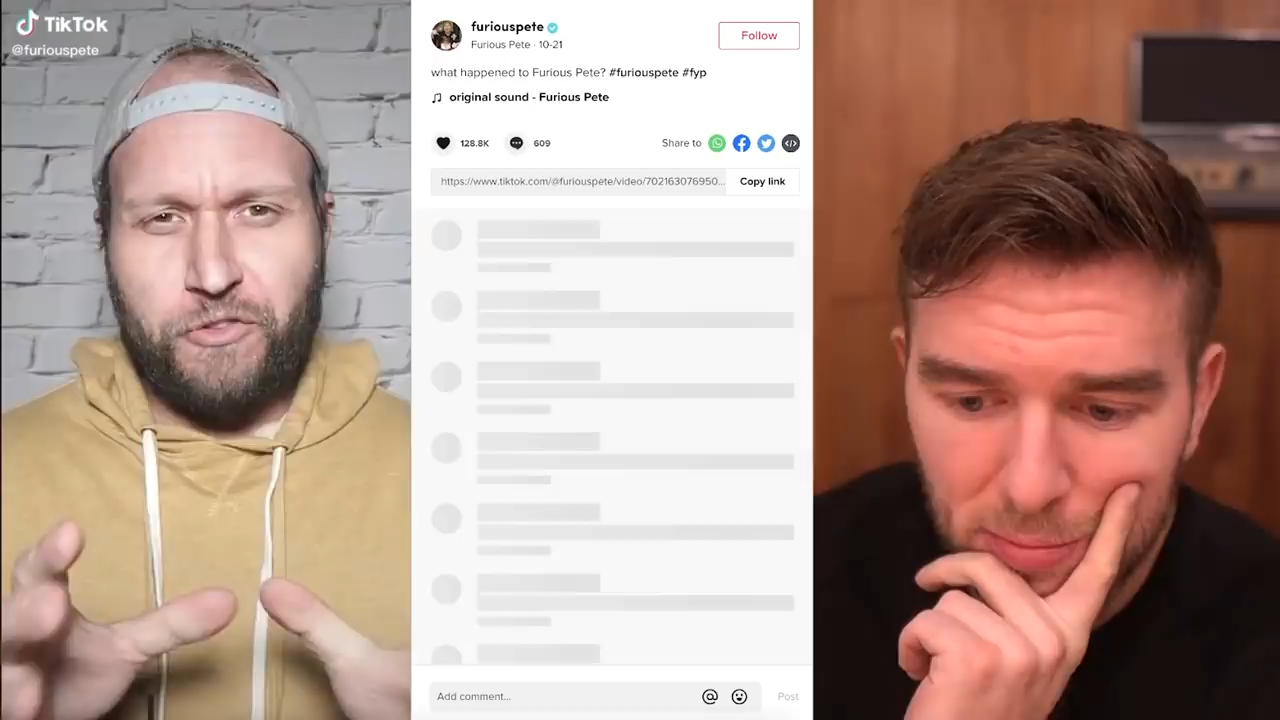 TikTok
@furiouspete
furiouspete
Furious Pete · 10-21
Follow
what happened to Furious Pete? #furiouspete #fyp
original sound - Furious Pete
128.8K
609
Share to
https://www.tiktok.com/@furiouspete/video/702163076950...
Copy link
Add comment...
Post